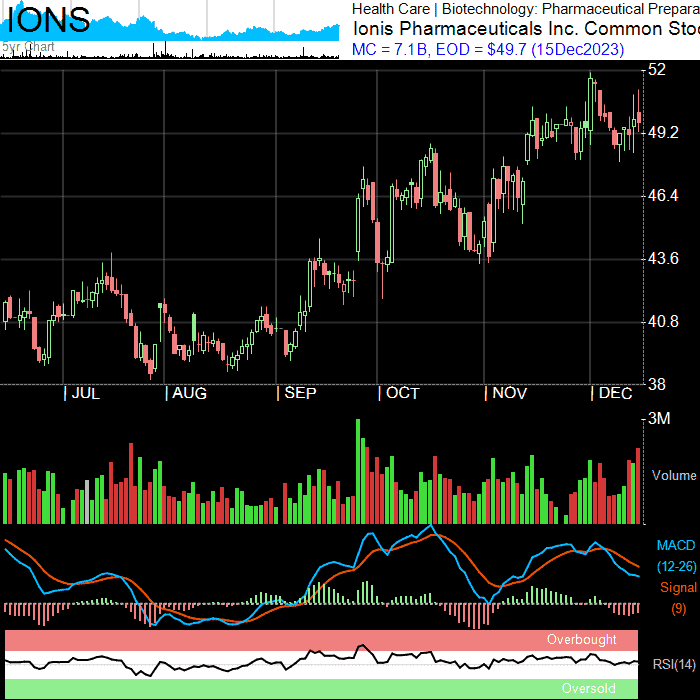 IONS
5yr Chart
Health Care | Biotechnology: Pharmaceutical Prepara
Ionis Pharmaceuticals Inc. Common Stoc
MC = 7.1B, EOD = $49.7 (15Dec2023)
52
49.2
46.4
43.6
40.8
38
| JUL | AUG | SEP | OCT | NOV | DEC
3M
Volume
MACD
(12-26)
Signal
(9)
Overbought
RSI(14)
Oversold